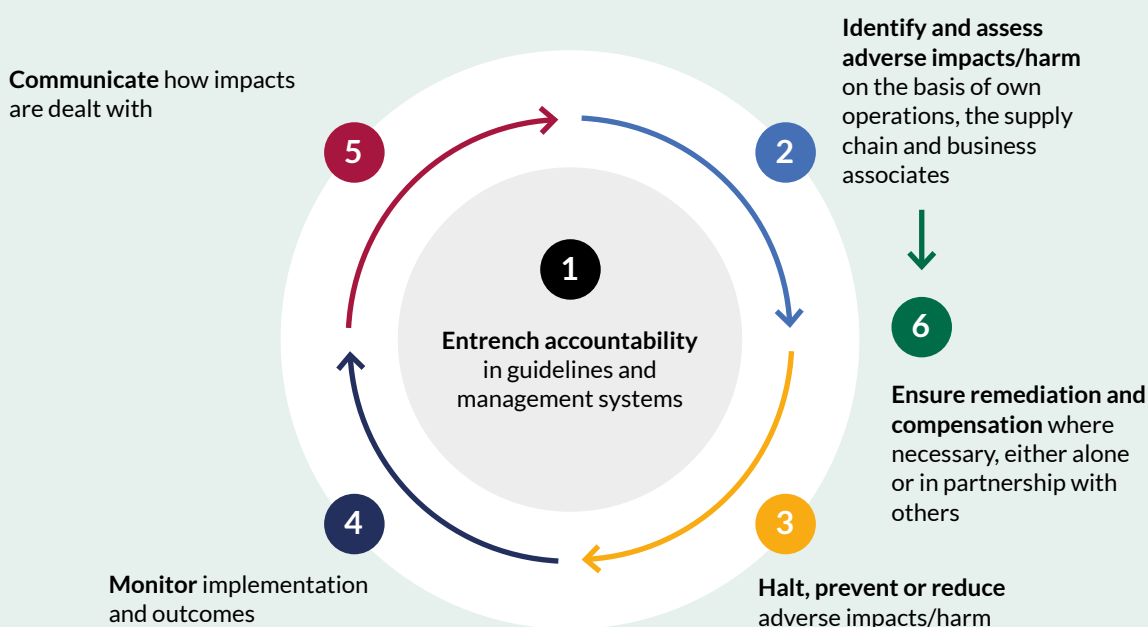 1
Entrench accountability
in guidelines and
management systems
2
Identify and assess
adverse impacts/harm
on the basis of own
operations, the supply
chain and business
associates
3
Halt, prevent or reduce
adverse impacts/harm
4
Monitor implementation
and outcomes
5
Communicate how impacts
are dealt with
6
Ensure remediation and
compensation where
necessary, either alone
or in partnership with
others